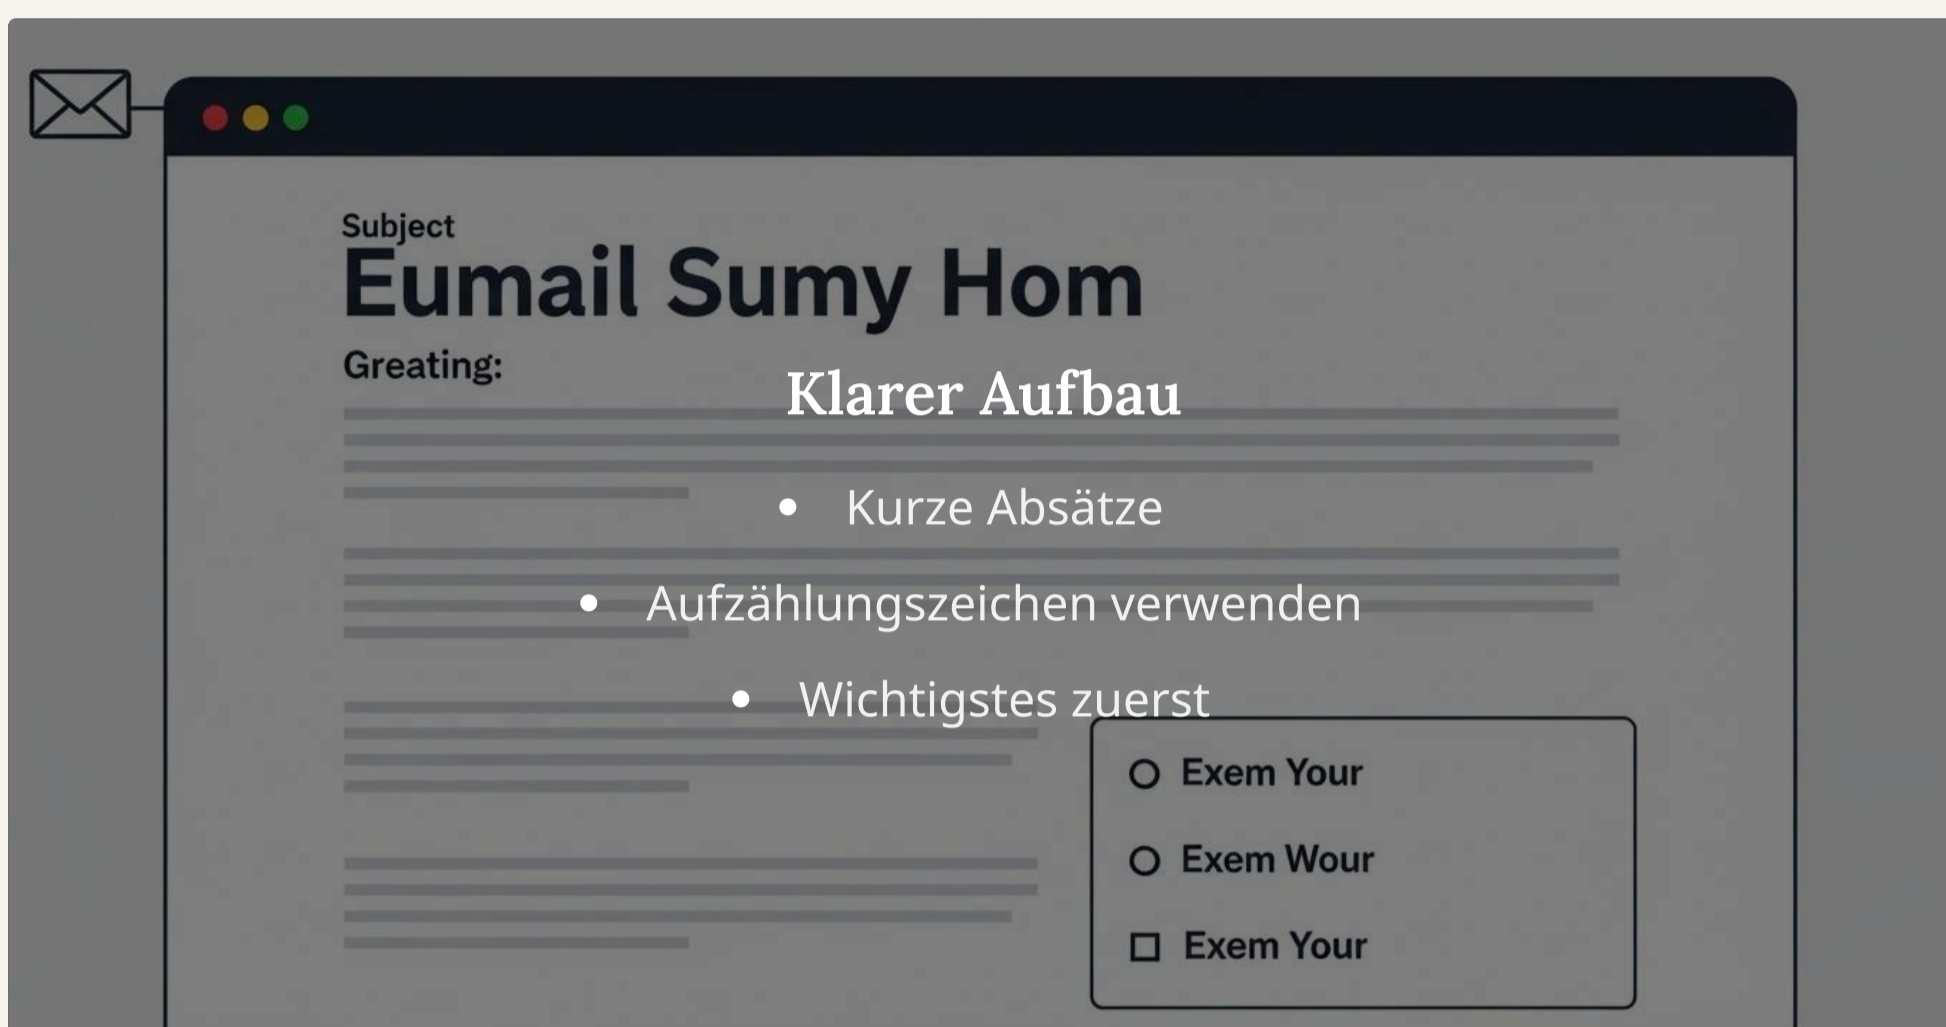 Subject
Eumail Sumy Hom
Greating:
Klarer Aufbau
• Kurze Absätze
• Aufzählungszeichen verwenden
• Wichtigstes zuerst
Exem Your
Exem Wour
Exem Your